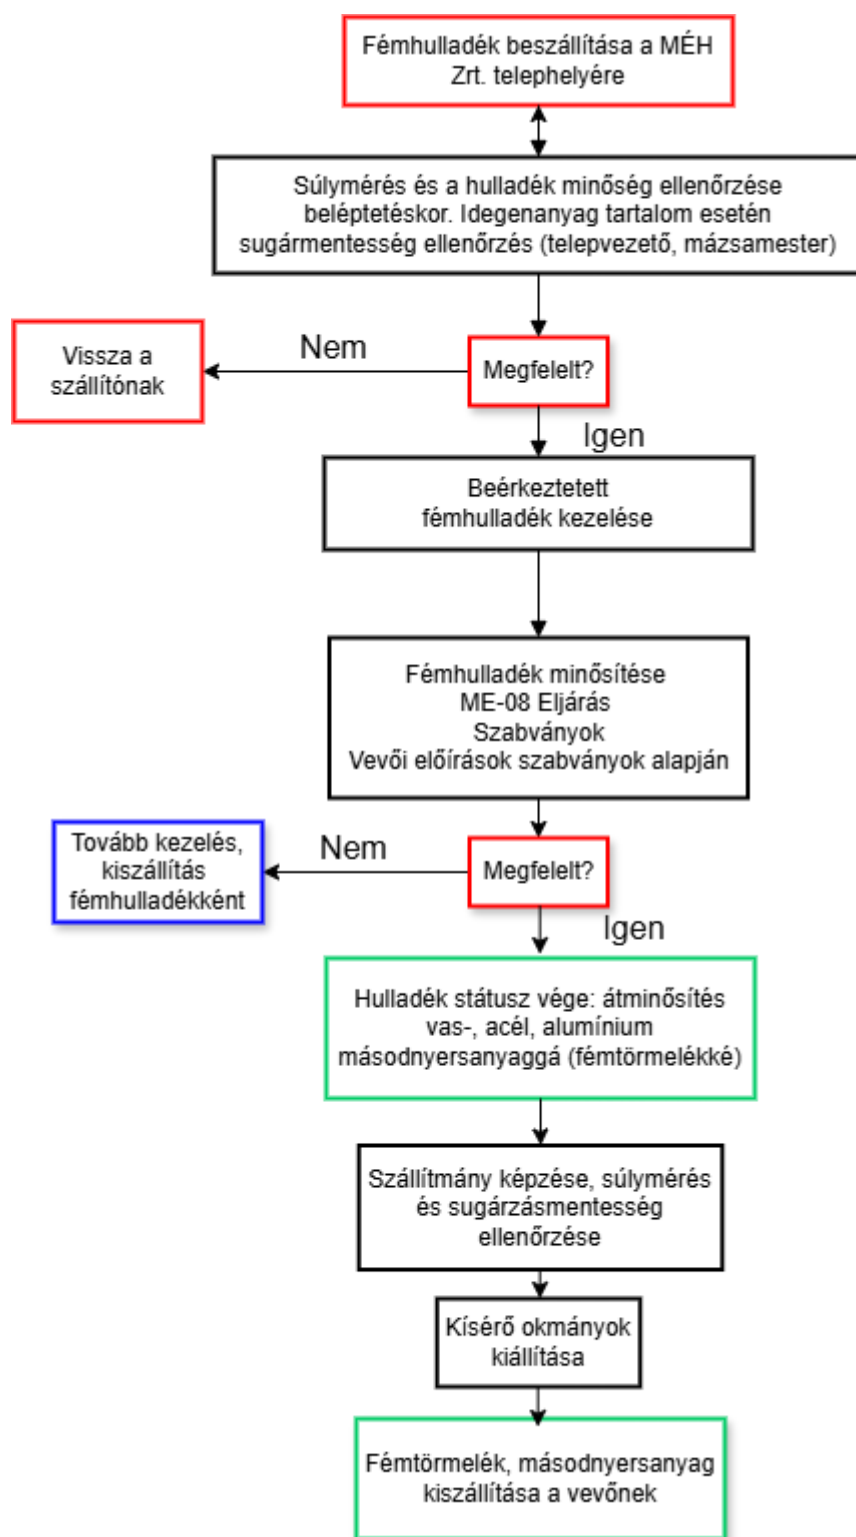 Fémhulladék beszállítása a MÉH
Zrt. telephelyére
Súlymérés és a hulladék minőség ellenőrzése
beléptetéskor. Idegenanyag tartalom esetén
sugármentesség ellenőrzés (telepvezető, mázsamester)
Nem
Vissza a
szállítónak
Megfelelt?
Igen
Beérkeztetett
fémhulladék kezelése
Fémhulladék minősítése
ME-08 Eljárás
Szabványok
Vevői előírások szabványok alapján
Tovább kezelés,
kiszállítás
fémhulladékként
Nem
Megfelelt?
Igen
Hulladék státusz vége: átminősítés
vas-, acél, alumínium
másodnyersanyaggá (fémtörmelékké)
Szállítmány képzése, súlymérés
és sugárzásmentesség
ellenőrzése
Kísérő okmányok
kiállítása
Fémtörmelék, másodnyersanyag
kiszállítása a vevőnek